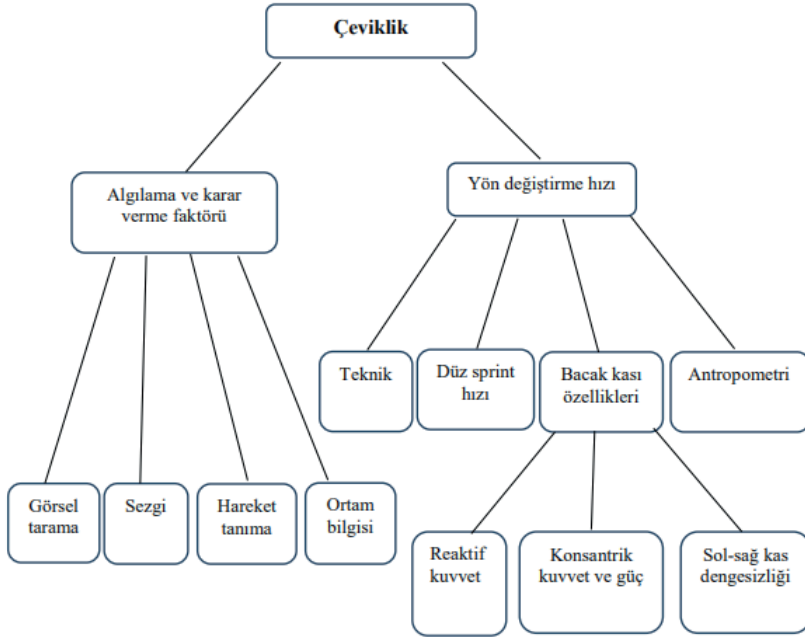 Çeviklik
Algılama ve karar
verme faktörü
Yön değiştirme hızı
Teknik
Düz sprint
hızı
Bacak kası
özellikleri
Antropometri
Görsel
tarama
Sezgi
Hareket
tanıma
Ortam
bilgisi
Reaktif
kuvvet
Konsantrik
kuvvet ve güç
Sol-sağ kas
dengesizliği